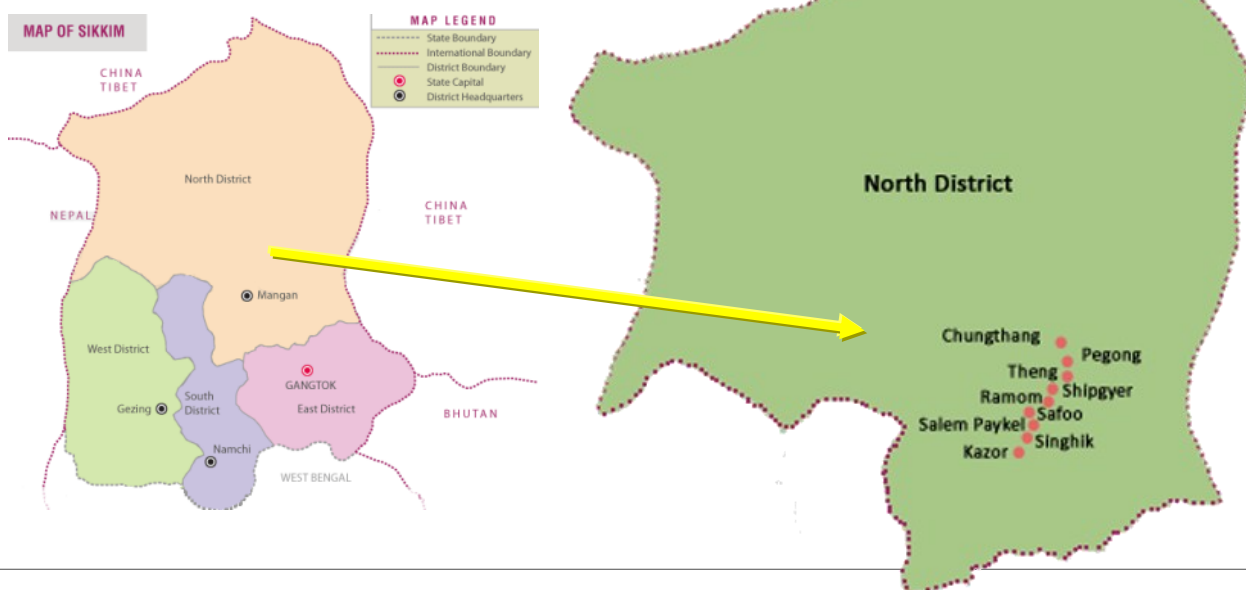 MAP OF SIKKIM
MAP LEGEND
State Boundary
International Boundary
District Boundary
State Capital
District Headquarters
CHINA
TIBET
North District
NEPAL
CHINA
TIBET
Mangan
West District
GANGTOK
South
District
East District
Gezing
BHUTAN
Namchi
WEST BENGAL
North District
Chungthang
Pegong
Theng
Shipgyer
Ramom
Safoo
Salem Paykel
Singhik
Kazor